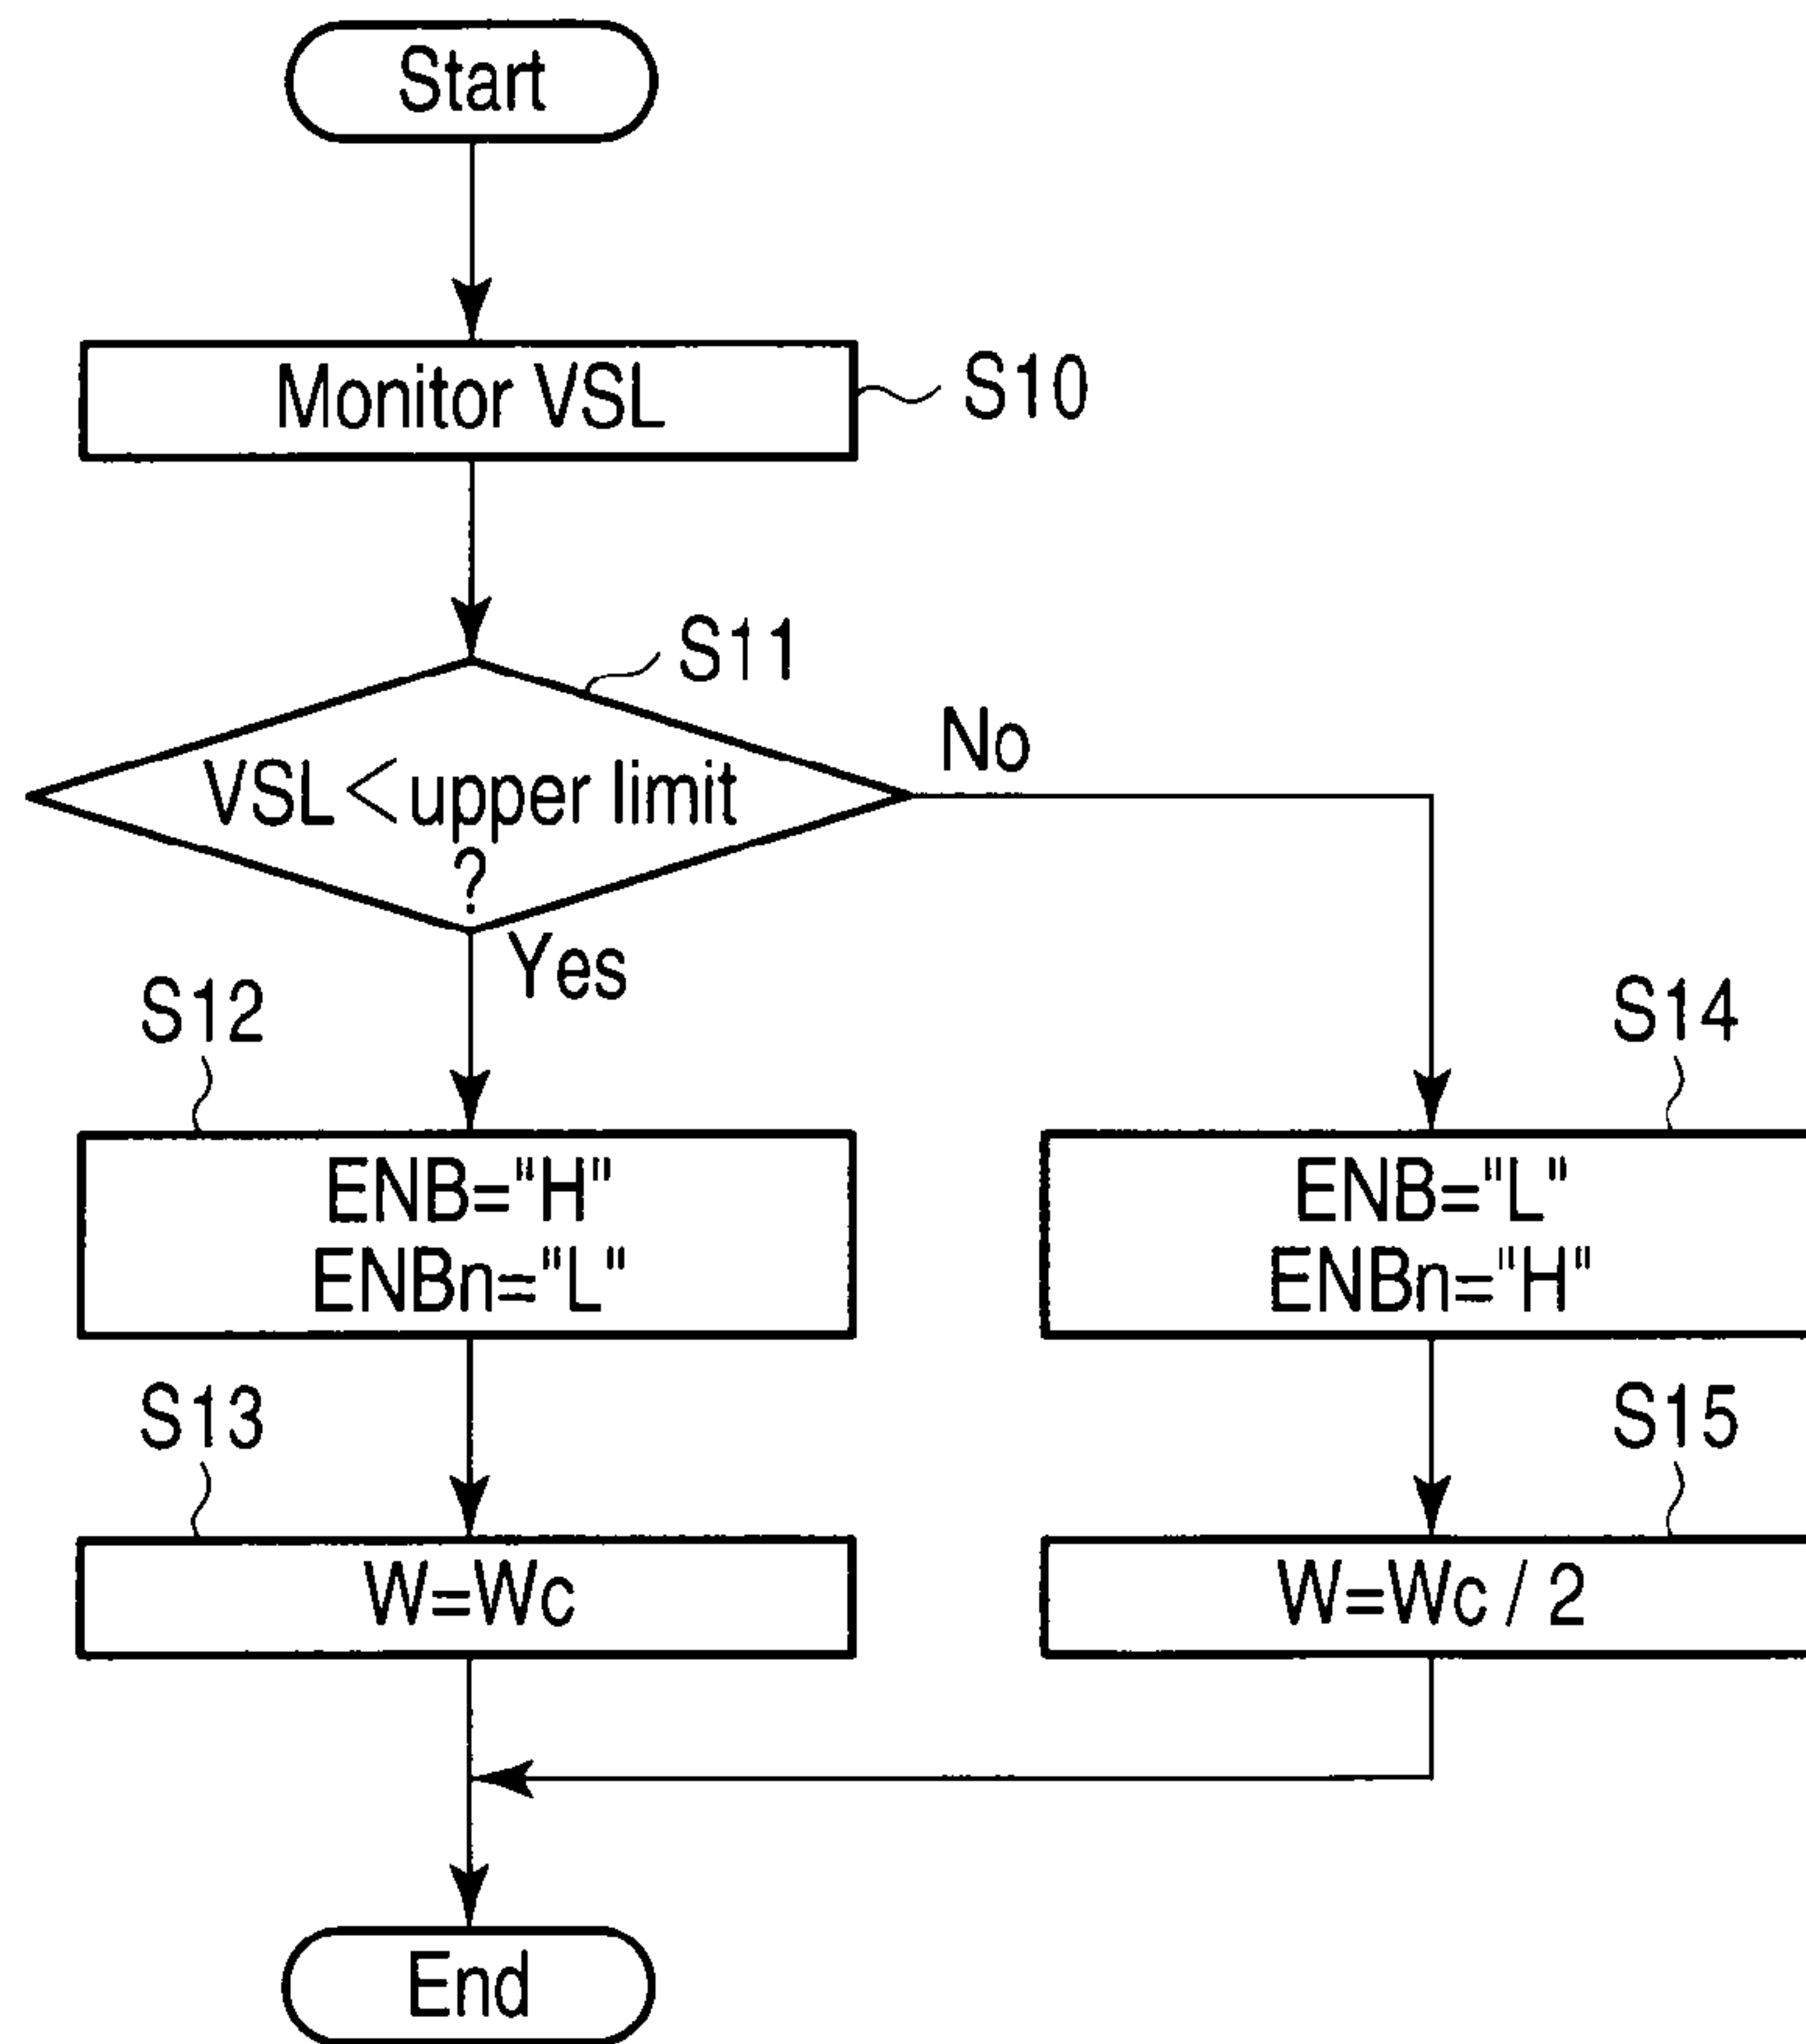 Start
Monitor VSL
S10
S11
VSL<upper limit
?
No
Yes
S12
ENB="H"
ENBn="L"
S14
ENB="L"
ENBn="H"
S13
W=Wc
S15
W=Wc/2
End